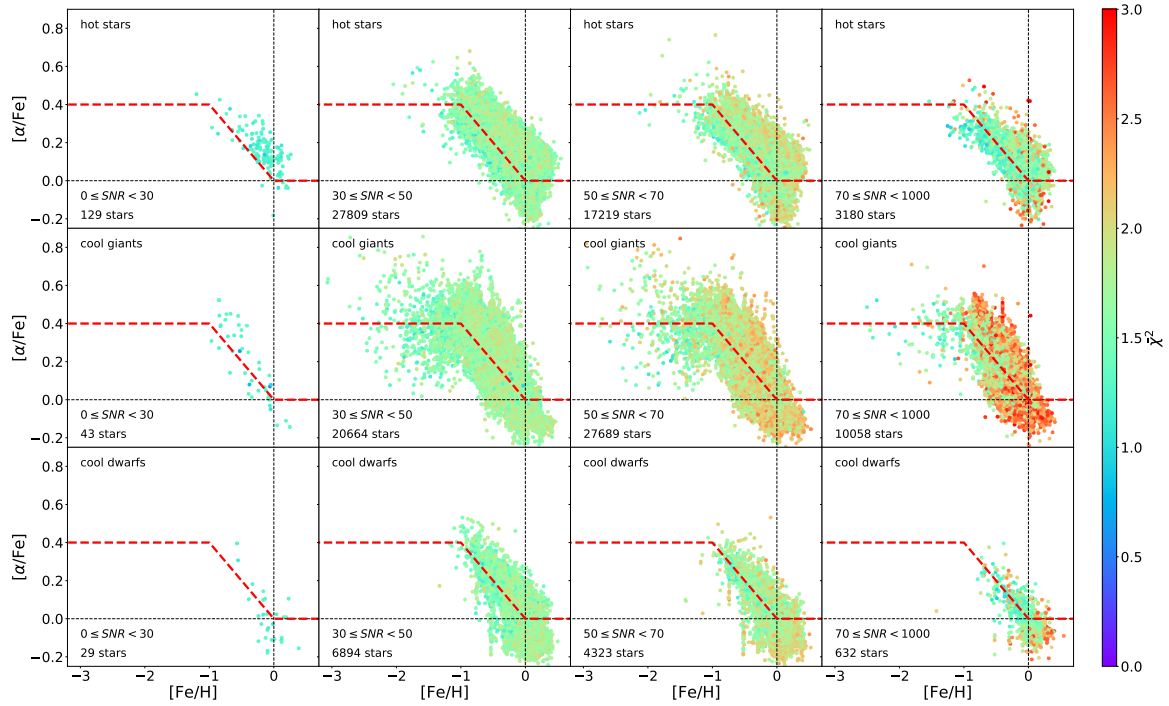 hot stars
hot stars
hot stars
hot stars
0.8
0.6
0.4
0.2
0.0
−0.2
[α/Fe]
0 ≤ SNR < 30
129 stars
30 ≤ SNR < 50
27809 stars
50 ≤ SNR < 70
17219 stars
70 ≤ SNR < 1000
3180 stars
cool giants
cool giants
cool giants
cool giants
0.8
0.6
0.4
0.2
0.0
−0.2
[α/Fe]
0 ≤ SNR < 30
43 stars
30 ≤ SNR < 50
20664 stars
50 ≤ SNR < 70
27689 stars
70 ≤ SNR < 1000
10058 stars
cool dwarfs
cool dwarfs
cool dwarfs
cool dwarfs
0.8
0.6
0.4
0.2
0.0
−0.2
[α/Fe]
0 ≤ SNR < 30
29 stars
30 ≤ SNR < 50
6894 stars
50 ≤ SNR < 70
4323 stars
70 ≤ SNR < 1000
632 stars
−3 −2 −1 0
−3 −2 −1 0
−3 −2 −1 0
−3 −2 −1 0
[Fe/H]
[Fe/H]
[Fe/H]
[Fe/H]
3.0
2.5
2.0
1.5
1.0
0.5
0.0
χ̃²